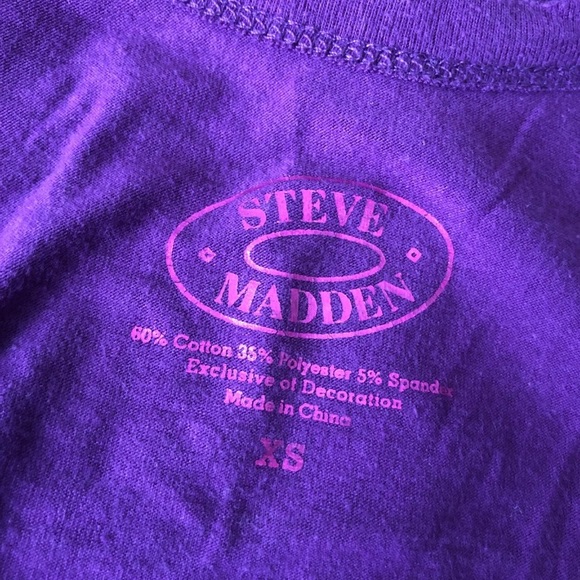 STEVE
MADDEN
60% Cotton 35% Polyester 5% Spandex
Exclusive of Decoration
Made in China
XS